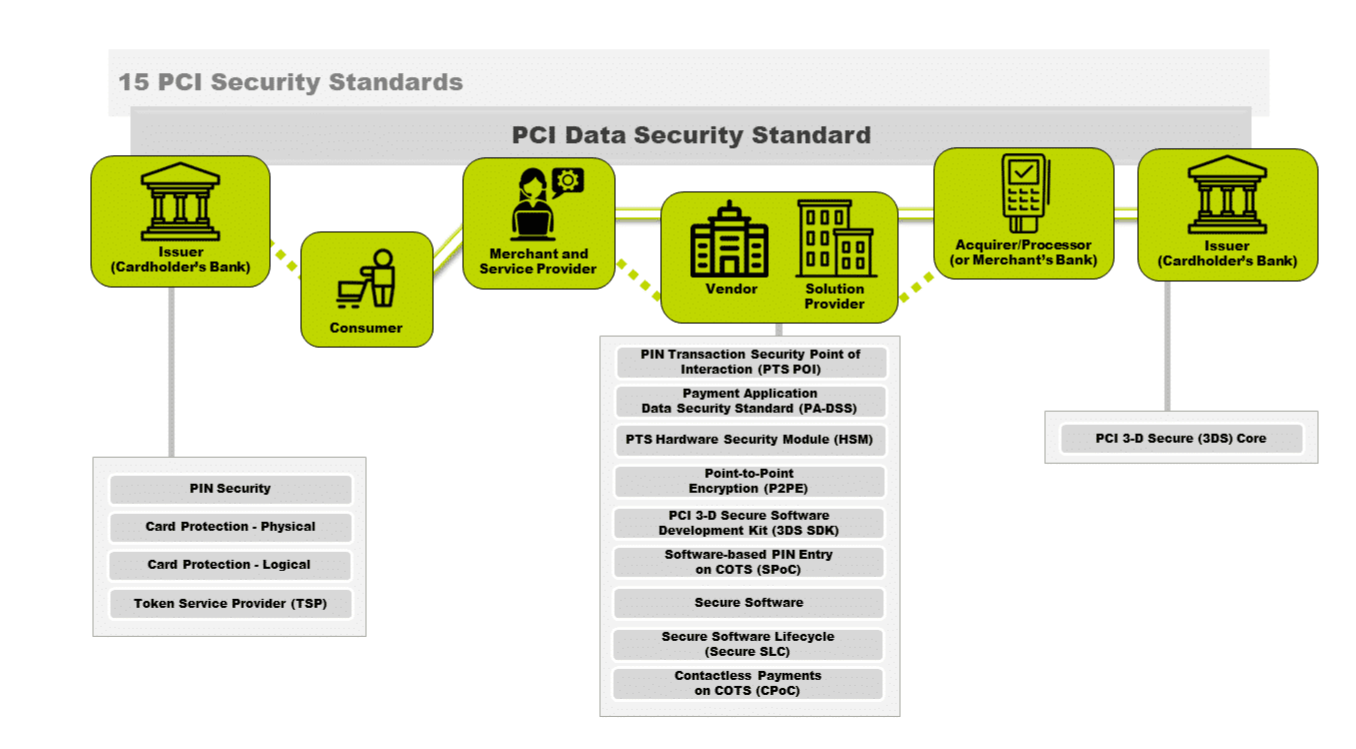 15 PCI Security Standards
PCI Data Security Standard
Issuer
(Cardholder's Bank)
Consumer
Merchant and
Service Provider
Vendor
Solution
Provider
Acquirer/Processor
(or Merchant's Bank)
Issuer
(Cardholder's Bank)
PIN Security
Card Protection - Physical
Card Protection - Logical
Token Service Provider (TSP)
PIN Transaction Security Point of
Interaction (PTS POI)
Payment Application
Data Security Standard (PA-DSS)
PTS Hardware Security Module (HSM)
Point-to-Point
Encryption (P2PE)
PCI 3-D Secure Software
Development Kit (3DS SDK)
Software-based PIN Entry
on COTS (SPoC)
Secure Software
Secure Software Lifecycle
(Secure SLC)
Contactless Payments
on COTS (CPoC)
PCI 3-D Secure (3DS) Core